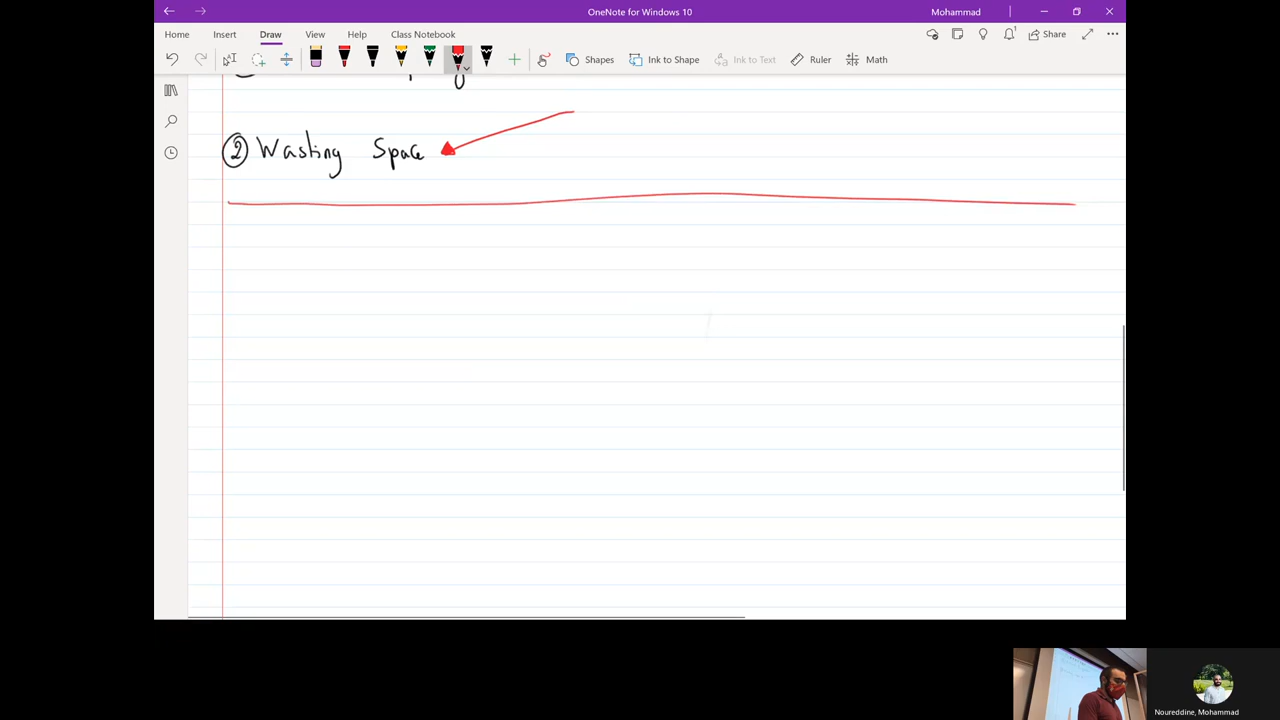 OneNote for Windows 10
Mohammad
Home Insert Draw View Help Class Notebook
Share
Shapes Ink to Shape Ink to Text Ruler Math
② Wasting Space
Noureddine, Mohammad